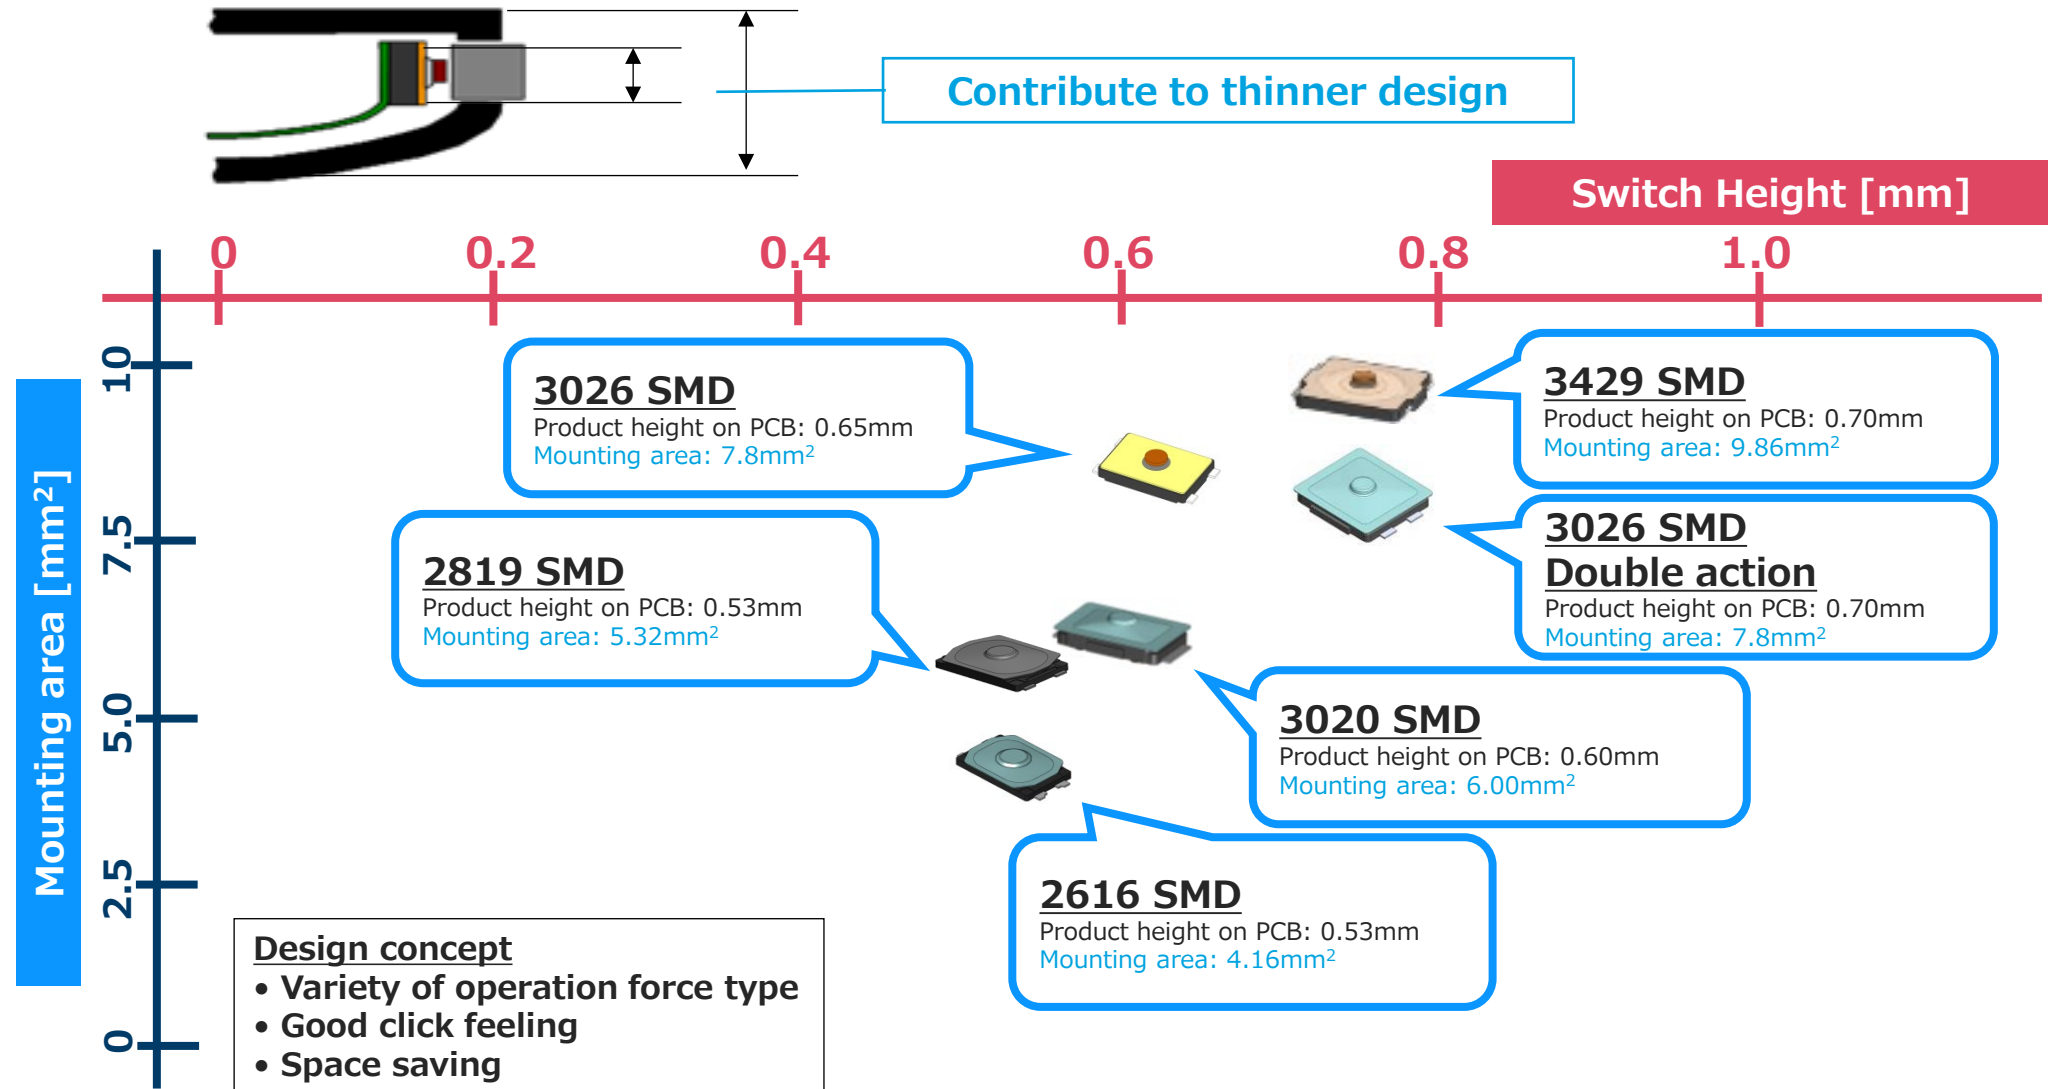 Contribute to thinner design
Switch Height [mm]
0 0.2 0.4 0.6 0.8 1.0
Mounting area [mm²]
10
7.5
5.0
2.5
0
3026 SMD
Product height on PCB: 0.65mm
Mounting area: 7.8mm²
3429 SMD
Product height on PCB: 0.70mm
Mounting area: 9.86mm²
2819 SMD
Product height on PCB: 0.53mm
Mounting area: 5.32mm²
3026 SMD
Double action
Product height on PCB: 0.70mm
Mounting area: 7.8mm²
3020 SMD
Product height on PCB: 0.60mm
Mounting area: 6.00mm²
2616 SMD
Product height on PCB: 0.53mm
Mounting area: 4.16mm²
Design concept
• Variety of operation force type
• Good click feeling
• Space saving